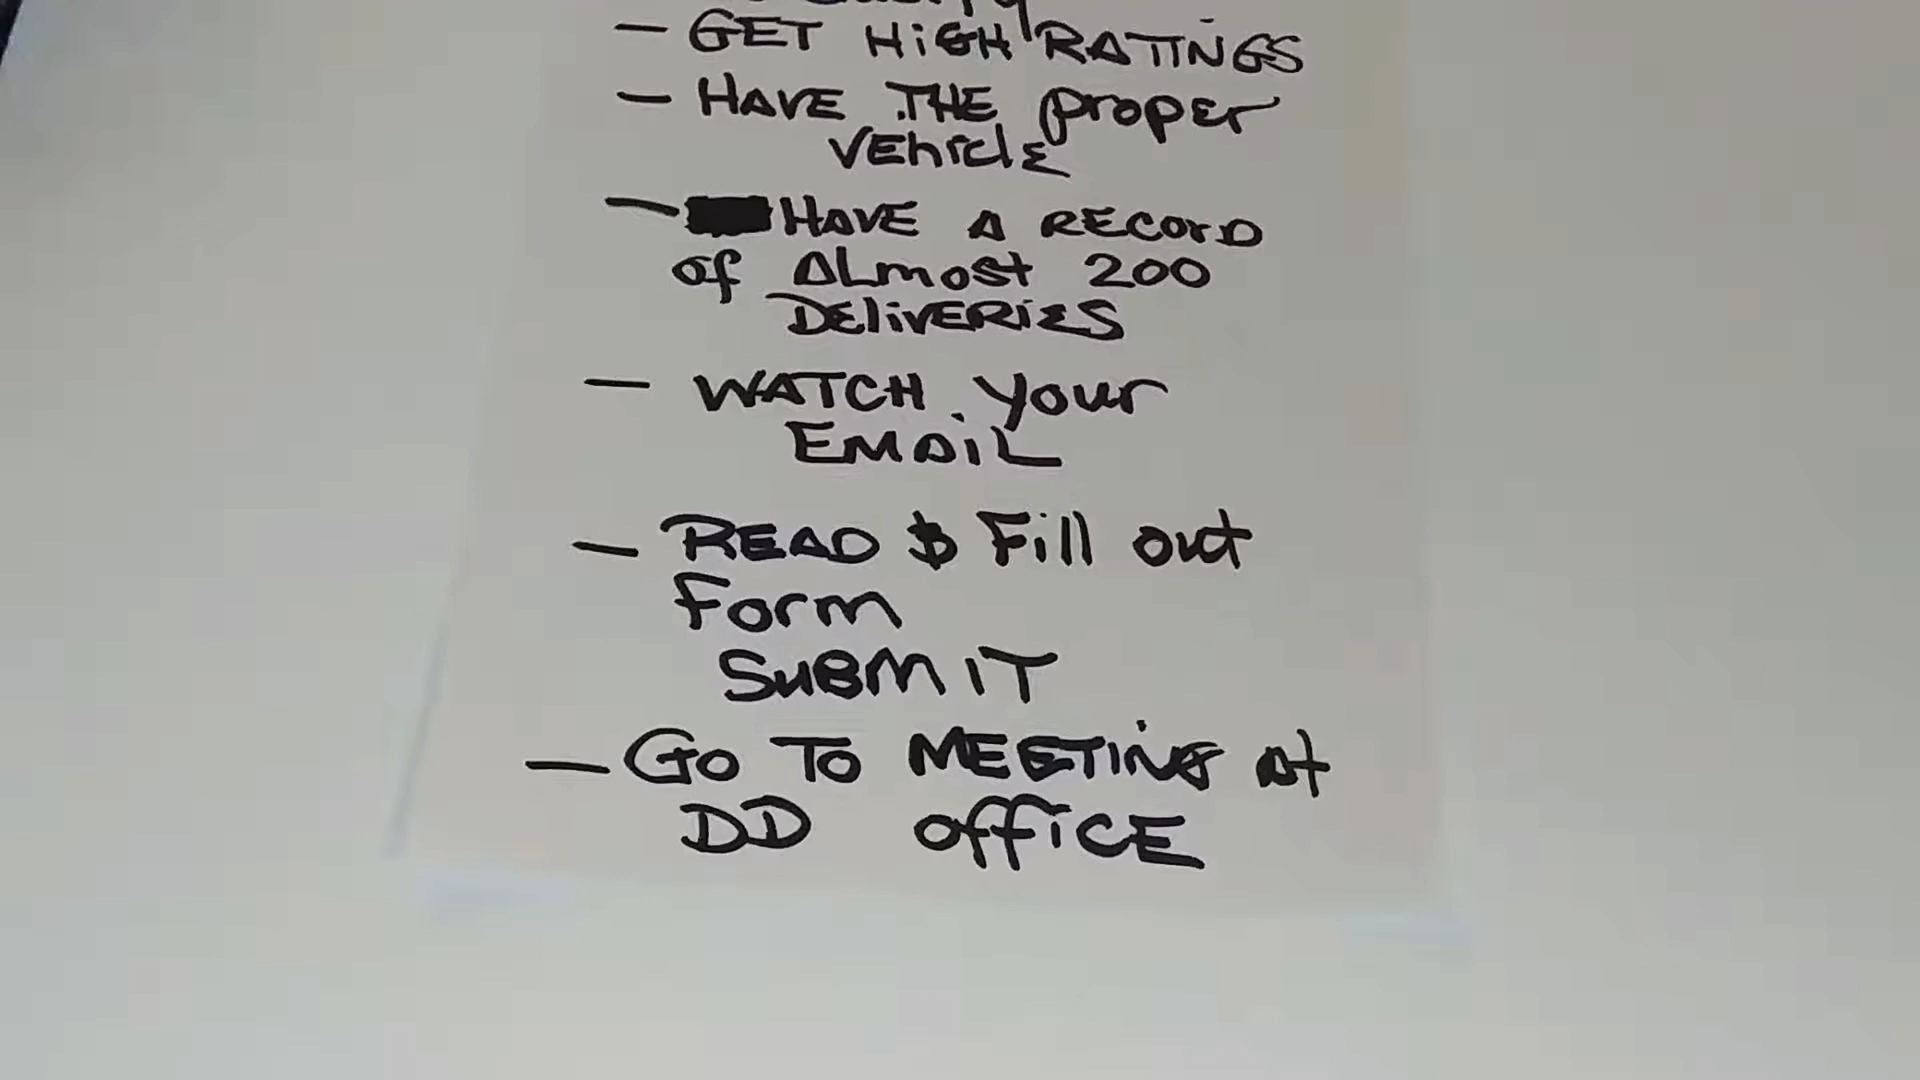 - GET HiGH RATINGS
- HAVE THE proper
VEhiclE
- HAVE A RECorD
of ALmost 200
DELiVERiES
- WATCH your
EMAiL
- READ & Fill out
Form
SuBMIT
- Go To MEETiNG At
DD officE